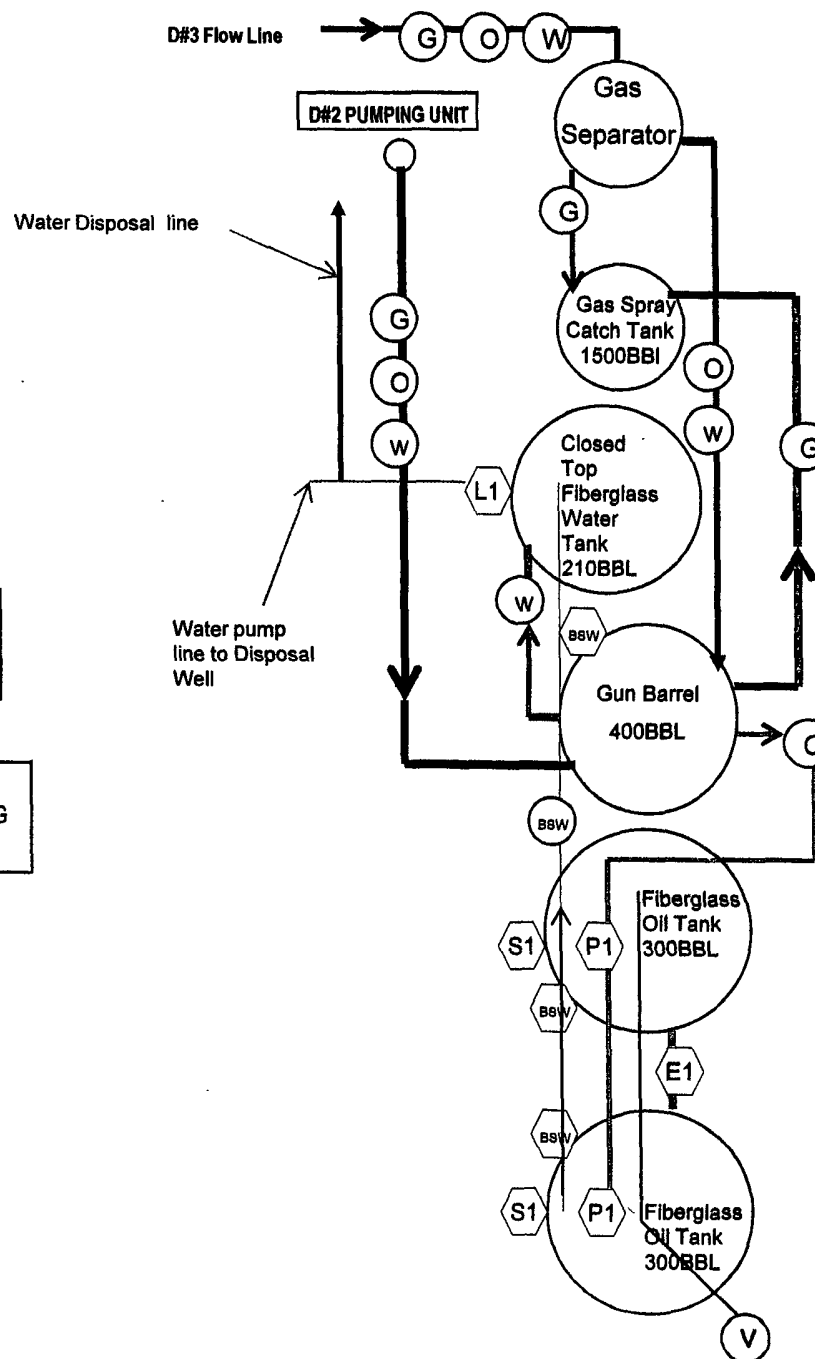 D#3 Flow Line
G O W
Gas
Separator
D#2 PUMPING UNIT
G
Water Disposal line
Gas Spray
Catch Tank
1500BBl
G
O
W
O
W
G
Closed
Top
Fiberglass
Water
Tank
210BBL
L1
W
BSW
Water pump
line to Disposal
Well
Gun Barrel
400BBL
O
G
BSW
Fiberglass
Oil Tank
300BBL
S1
P1
BSW
E1
BSW
S1
P1
Fiberglass
Oil Tank
300BBL
V